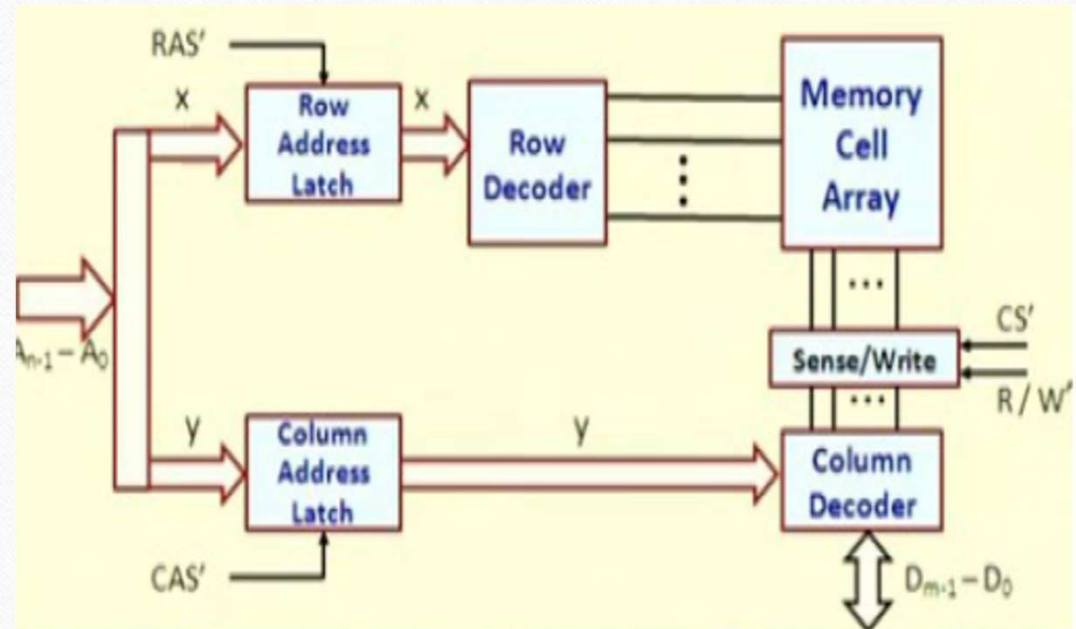 RAS'
x
Row
Address
Latch
x
Row
Decoder
Memory
Cell
Array
Aₙ₋₁ – A₀
CS'
Sense/Write
R / W'
y
Column
Address
Latch
y
Column
Decoder
CAS'
Dₘ₋₁ – D₀